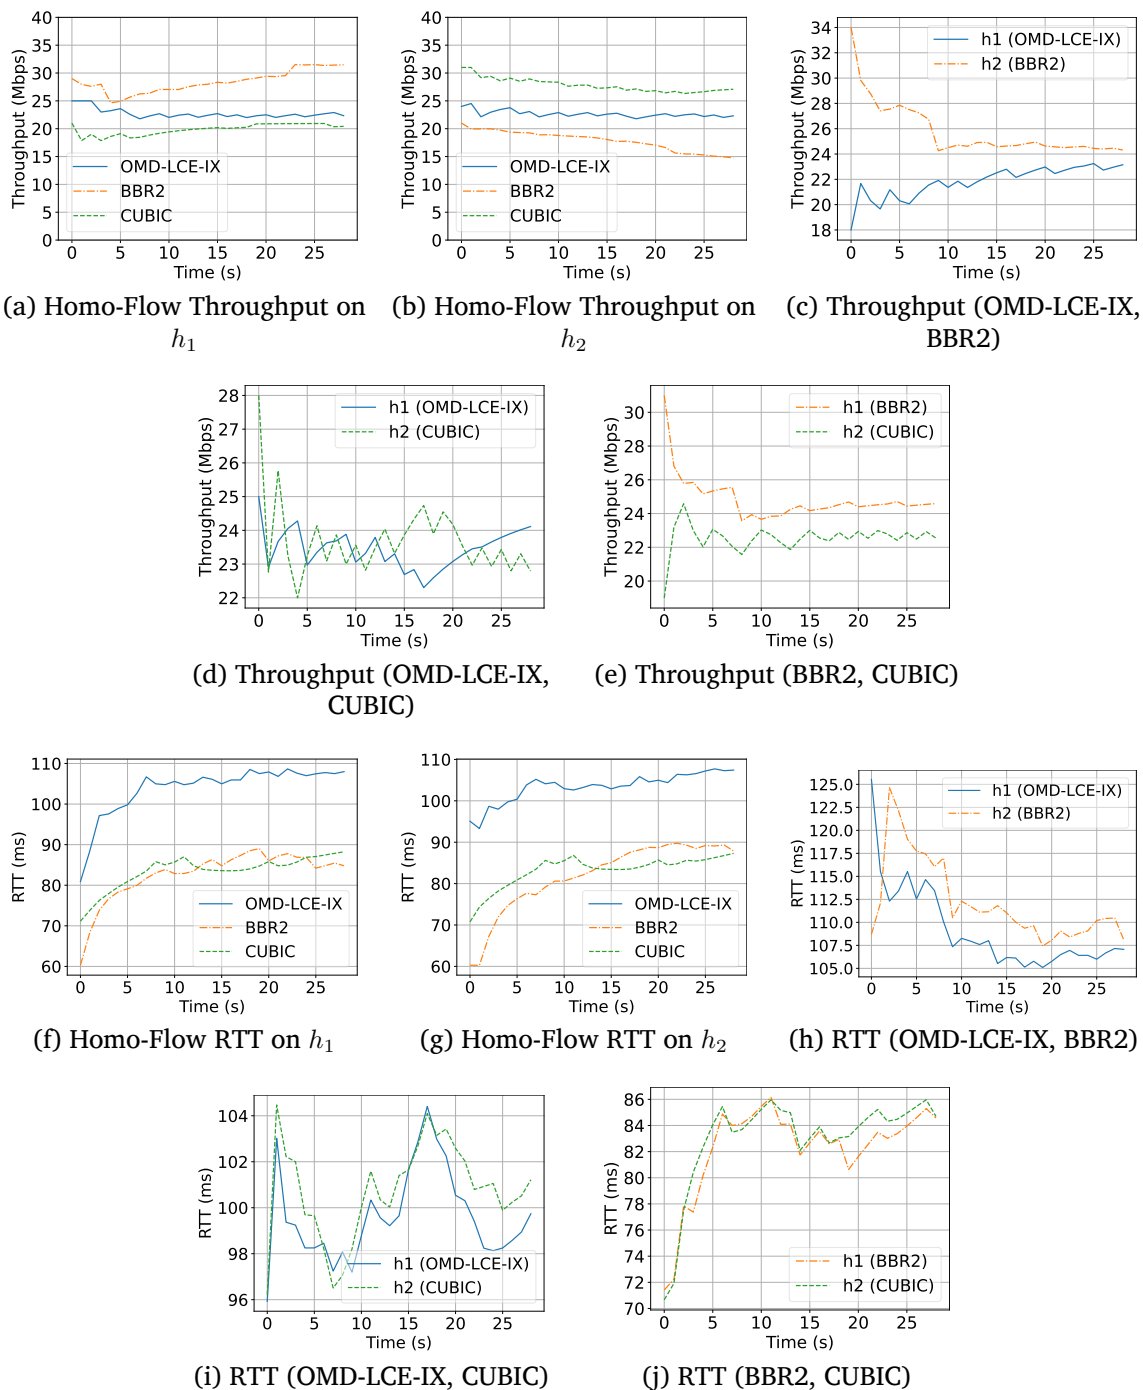 40
35
30
25
20
15
10
5
0
Throughput (Mbps)
OMD-LCE-IX
BBR2
CUBIC
0 5 10 15 20 25
Time (s)
(a) Homo-Flow Throughput on
h1
40
35
30
25
20
15
10
5
0
Throughput (Mbps)
OMD-LCE-IX
BBR2
CUBIC
0 5 10 15 20 25
Time (s)
(b) Homo-Flow Throughput on
h2
34
32
30
28
26
24
22
20
18
Throughput (Mbps)
h1 (OMD-LCE-IX)
h2 (BBR2)
0 5 10 15 20 25
Time (s)
(c) Throughput (OMD-LCE-IX,
BBR2)
28
27
26
25
24
23
22
Throughput (Mbps)
h1 (OMD-LCE-IX)
h2 (CUBIC)
0 5 10 15 20 25
Time (s)
(d) Throughput (OMD-LCE-IX,
CUBIC)
30
28
26
24
22
20
Throughput (Mbps)
h1 (BBR2)
h2 (CUBIC)
0 5 10 15 20 25
Time (s)
(e) Throughput (BBR2, CUBIC)
110
100
90
80
70
60
RTT (ms)
OMD-LCE-IX
BBR2
CUBIC
0 5 10 15 20 25
Time (s)
(f) Homo-Flow RTT on h1
110
100
90
80
70
60
RTT (ms)
OMD-LCE-IX
BBR2
CUBIC
0 5 10 15 20 25
Time (s)
(g) Homo-Flow RTT on h2
125.0
122.5
120.0
117.5
115.0
112.5
110.0
107.5
105.0
RTT (ms)
h1 (OMD-LCE-IX)
h2 (BBR2)
0 5 10 15 20 25
Time (s)
(h) RTT (OMD-LCE-IX, BBR2)
104
102
100
98
96
RTT (ms)
h1 (OMD-LCE-IX)
h2 (CUBIC)
0 5 10 15 20 25
Time (s)
(i) RTT (OMD-LCE-IX, CUBIC)
86
84
82
80
78
76
74
72
70
RTT (ms)
h1 (BBR2)
h2 (CUBIC)
0 5 10 15 20 25
Time (s)
(j) RTT (BBR2, CUBIC)